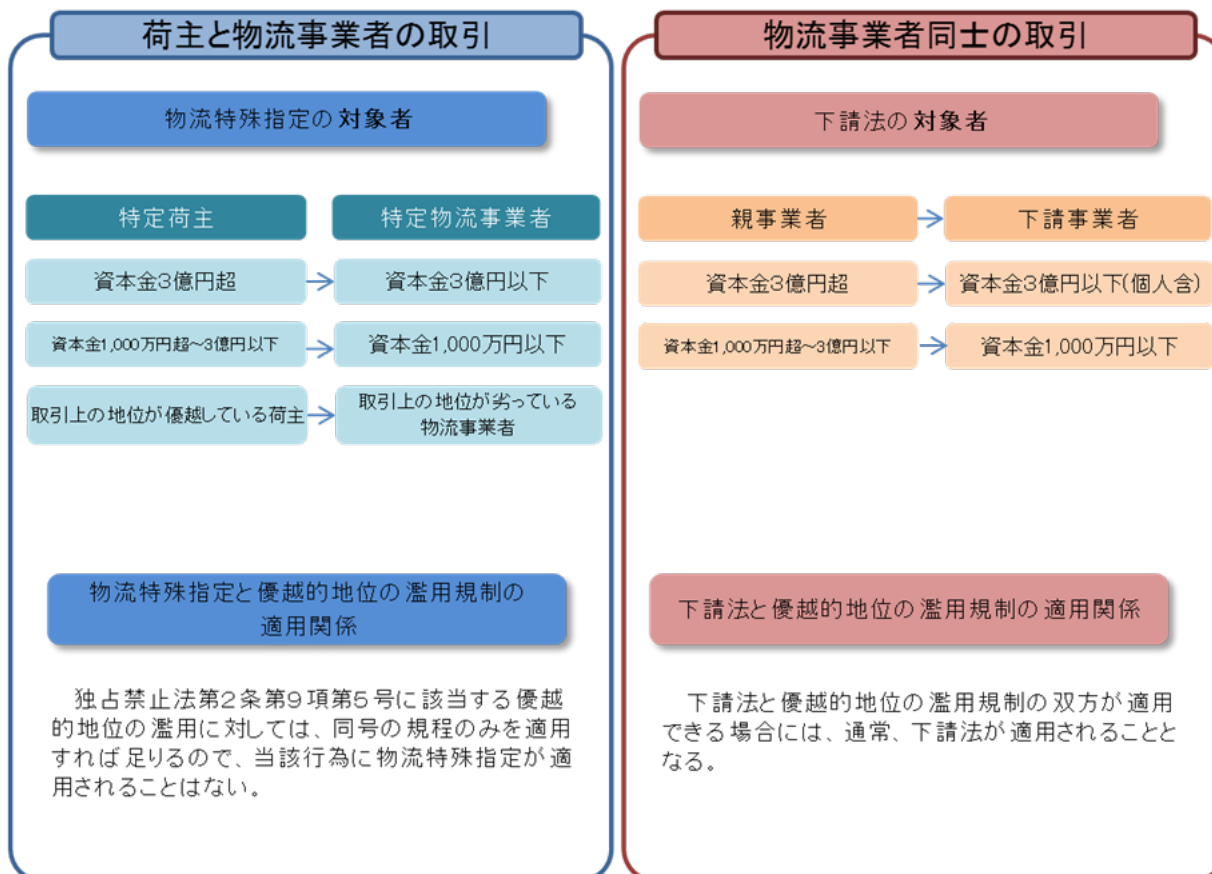 荷主と物流事業者の取引
物流特殊指定の対象者
特定荷主
特定物流事業者
資本金3億円超
資本金3億円以下
資本金1,000万円超~3億円以下
資本金1,000万円以下
取引上の地位が優越している荷主
取引上の地位が劣っている
物流事業者
物流特殊指定と優越的地位の濫用規制の
適用関係
独占禁止法第2条第9項第5号に該当する優越
的地位の濫用に対しては、同号の規程のみを適用
すれば足りるので、当該行為に物流特殊指定が適
用されることはない。
物流事業者同士の取引
下請法の対象者
親事業者
下請事業者
資本金3億円超
資本金3億円以下(個人含)
資本金1,000万円超~3億円以下
資本金1,000万円以下
下請法と優越的地位の濫用規制の適用関係
下請法と優越的地位の濫用規制の双方が適用
できる場合には、通常、下請法が適用されることと
なる。